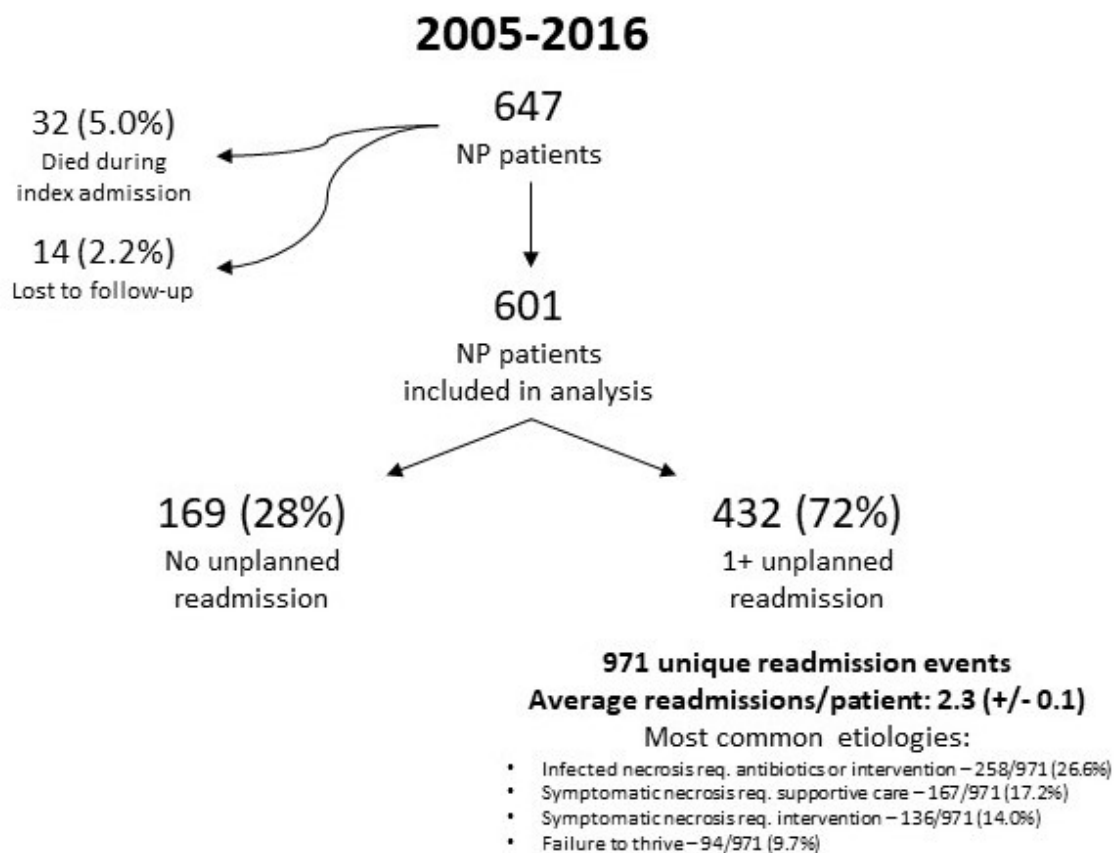 2005-2016
647
NP patients
32 (5.0%)
Died during
index admission
14 (2.2%)
Lost to follow-up
601
NP patients
included in analysis
169 (28%)
No unplanned
readmission
432 (72%)
1+ unplanned
readmission
971 unique readmission events
Average readmissions/patient: 2.3 (+/- 0.1)
Most common etiologies:
• Infected necrosis req. antibiotics or intervention – 258/971 (26.6%)
• Symptomatic necrosis req. supportive care – 167/971 (17.2%)
• Symptomatic necrosis req. intervention – 136/971 (14.0%)
• Failure to thrive – 94/971 (9.7%)